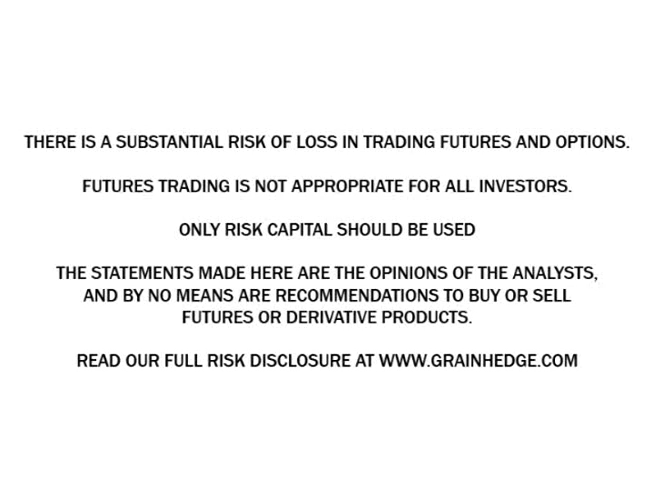 THERE IS A SUBSTANTIAL RISK OF LOSS IN TRADING FUTURES AND OPTIONS.
FUTURES TRADING IS NOT APPROPRIATE FOR ALL INVESTORS.
ONLY RISK CAPITAL SHOULD BE USED
THE STATEMENTS MADE HERE ARE THE OPINIONS OF THE ANALYSTS,
AND BY NO MEANS ARE RECOMMENDATIONS TO BUY OR SELL
FUTURES OR DERIVATIVE PRODUCTS.
READ OUR FULL RISK DISCLOSURE AT WWW.GRAINHEDGE.COM